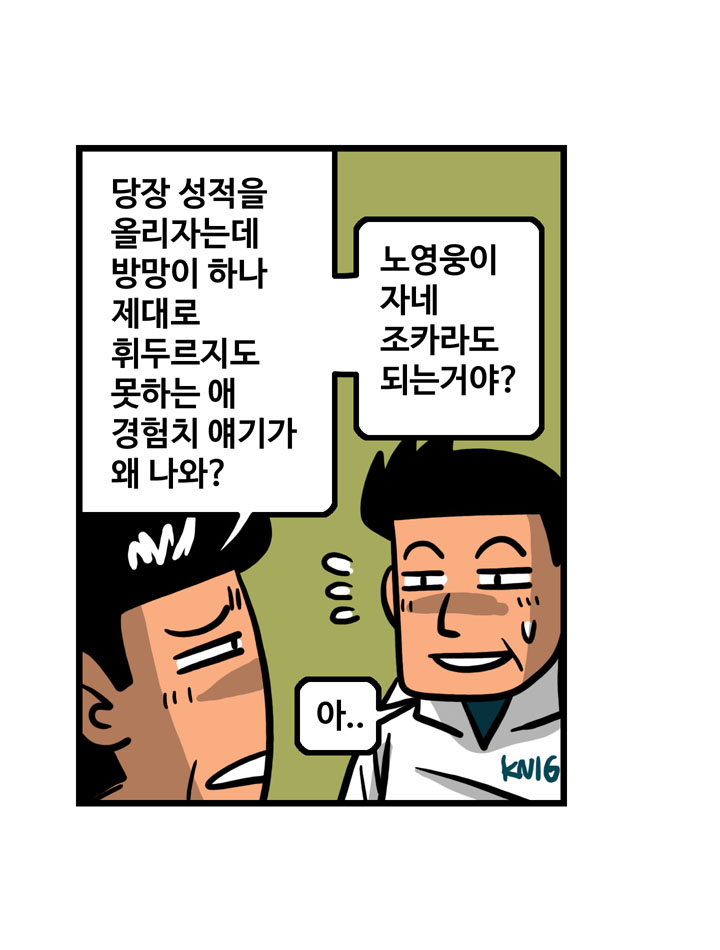 당장 성적을
올리자는데
방망이 하나
제대로
휘두르지도
못하는 애
경험치 얘기가
왜 나와?
노영웅이
자네
조카라도
되는거야?
아..
KNIG